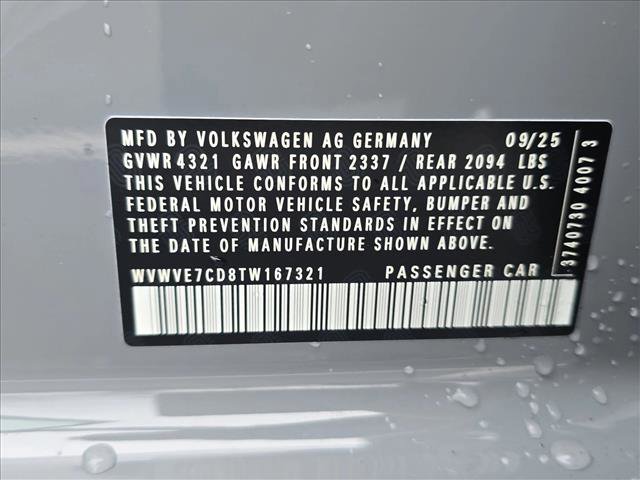 MFD BY VOLKSWAGEN AG GERMANY 09/25
GVWR 4321 GAWR FRONT 2337 / REAR 2094 LBS
THIS VEHICLE CONFORMS TO ALL APPLICABLE U.S.
FEDERAL MOTOR VEHICLE SAFETY, BUMPER AND
THEFT PREVENTION STANDARDS IN EFFECT ON
THE DATE OF MANUFACTURE SHOWN ABOVE.
WVWVE7CD8TW167321 PASSENGER CAR
3740730 4007 3